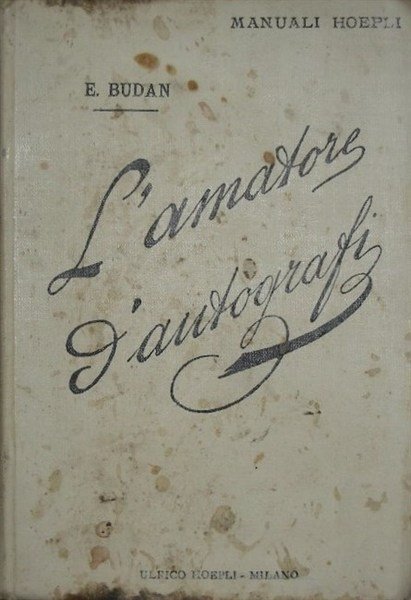 MANUALI HOEPLI
E. BUDAN
L'amatore
d'autografi
ULRICO HOEPLI - MILANO